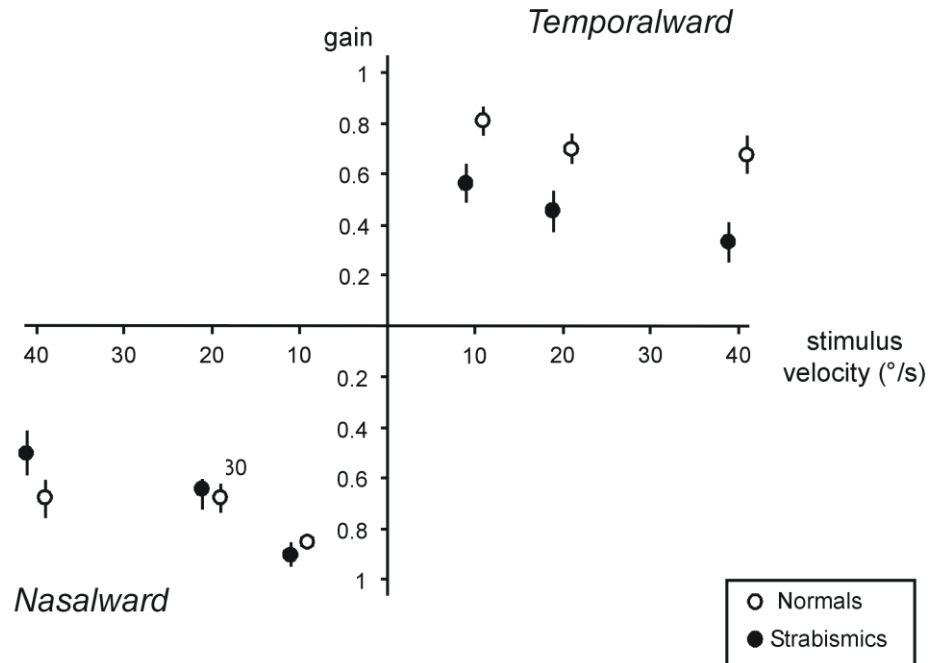 Temporalward
gain
1
0.8
0.6
0.4
0.2
40 30 20 10
10 20 30 40
stimulus
velocity (°/s)
0.2
0.4
0.6
0.8
1
30
Nasalward
Normals
Strabismics